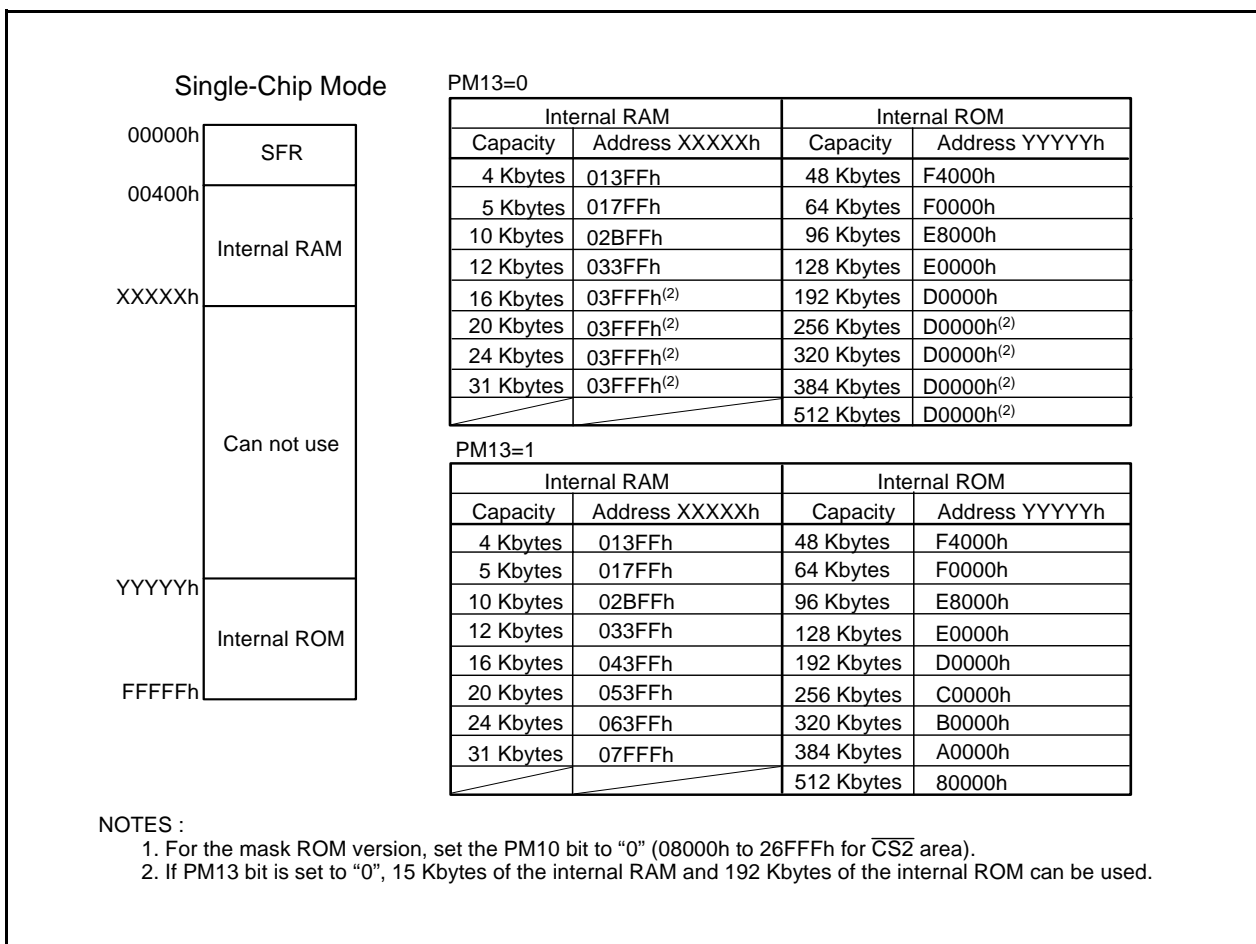 Single-Chip Mode
00000h
SFR
00400h
Internal RAM
XXXXXh
Can not use
YYYYYh
Internal ROM
FFFFFh
PM13=0
Internal RAM Internal ROM
Capacity Address XXXXXh Capacity Address YYYYYh
4 Kbytes 013FFh 48 Kbytes F4000h
5 Kbytes 017FFh 64 Kbytes F0000h
10 Kbytes 02BFFh 96 Kbytes E8000h
12 Kbytes 033FFh 128 Kbytes E0000h
16 Kbytes 03FFFh(2) 192 Kbytes D0000h
20 Kbytes 03FFFh(2) 256 Kbytes D0000h(2)
24 Kbytes 03FFFh(2) 320 Kbytes D0000h(2)
31 Kbytes 03FFFh(2) 384 Kbytes D0000h(2)
512 Kbytes D0000h(2)
PM13=1
Internal RAM Internal ROM
Capacity Address XXXXXh Capacity Address YYYYYh
4 Kbytes 013FFh 48 Kbytes F4000h
5 Kbytes 017FFh 64 Kbytes F0000h
10 Kbytes 02BFFh 96 Kbytes E8000h
12 Kbytes 033FFh 128 Kbytes E0000h
16 Kbytes 043FFh 192 Kbytes D0000h
20 Kbytes 053FFh 256 Kbytes C0000h
24 Kbytes 063FFh 320 Kbytes B0000h
31 Kbytes 07FFFh 384 Kbytes A0000h
512 Kbytes 80000h
NOTES :
1. For the mask ROM version, set the PM10 bit to “0” (08000h to 26FFFh for CS2 area).
2. If PM13 bit is set to “0”, 15 Kbytes of the internal RAM and 192 Kbytes of the internal ROM can be used.